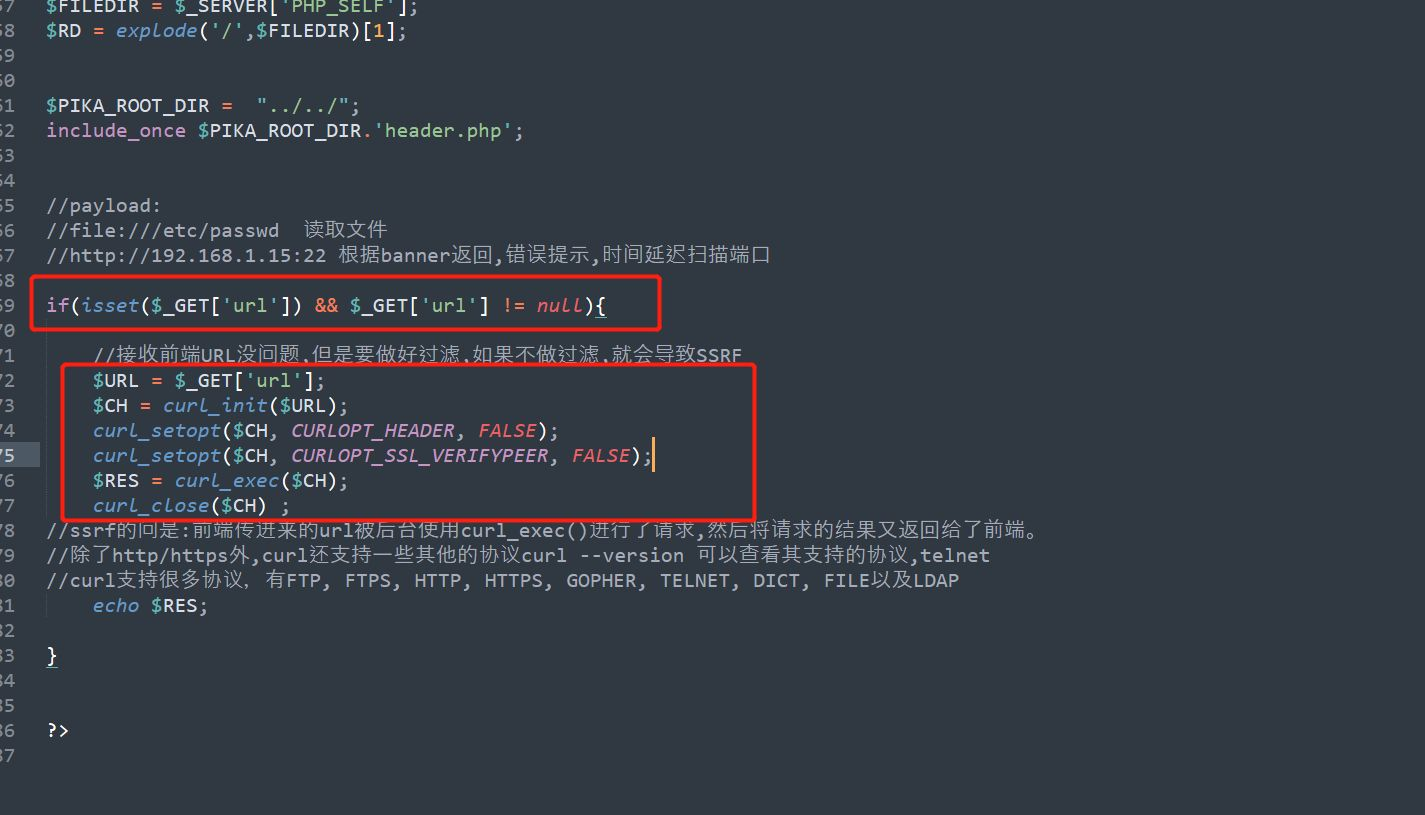 57 $FILEDIR = $_SERVER['PHP_SELF'];
58 $RD = explode('/',$FILEDIR)[1];
59
60
61 $PIKA_ROOT_DIR =  "../../";
62 include_once $PIKA_ROOT_DIR.'header.php';
63
64
65 //payload:
66 //file:///etc/passwd  读取文件
67 //http://192.168.1.15:22 根据banner返回,错误提示,时间延迟扫描端口
68
69 if(isset($_GET['url']) && $_GET['url'] != null){
70
71     //接收前端URL没问题,但是要做好过滤,如果不做过滤,就会导致SSRF
72     $URL = $_GET['url'];
73     $CH = curl_init($URL);
74     curl_setopt($CH, CURLOPT_HEADER, FALSE);
75     curl_setopt($CH, CURLOPT_SSL_VERIFYPEER, FALSE);
76     $RES = curl_exec($CH);
77     curl_close($CH) ;
78 //ssrf的问是:前端传进来的url被后台使用curl_exec()进行了请求,然后将请求的结果又返回给了前端。
79 //除了http/https外,curl还支持一些其他的协议curl --version 可以查看其支持的协议,telnet
80 //curl支持很多协议，有FTP, FTPS, HTTP, HTTPS, GOPHER, TELNET, DICT, FILE以及LDAP
81     echo $RES;
82
83 }
84
85
86 ?>
87